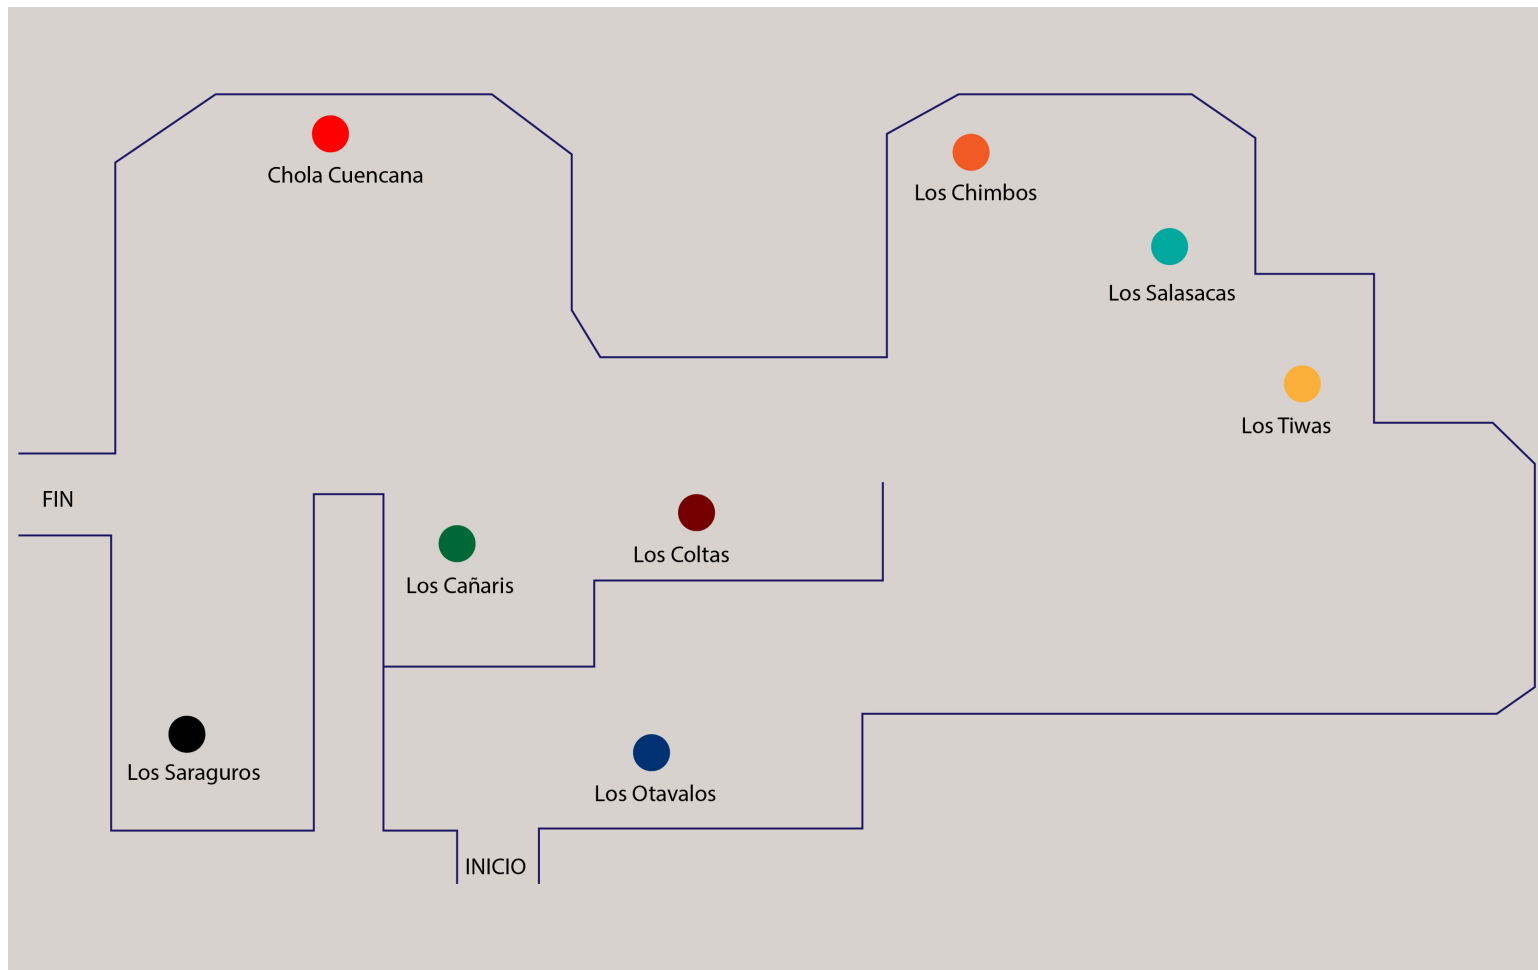 Chola Cuencana
Los Chimbos
Los Salasacas
Los Tiwas
FIN
Los Coltas
Los Cañaris
Los Saraguros
Los Otavalos
INICIO